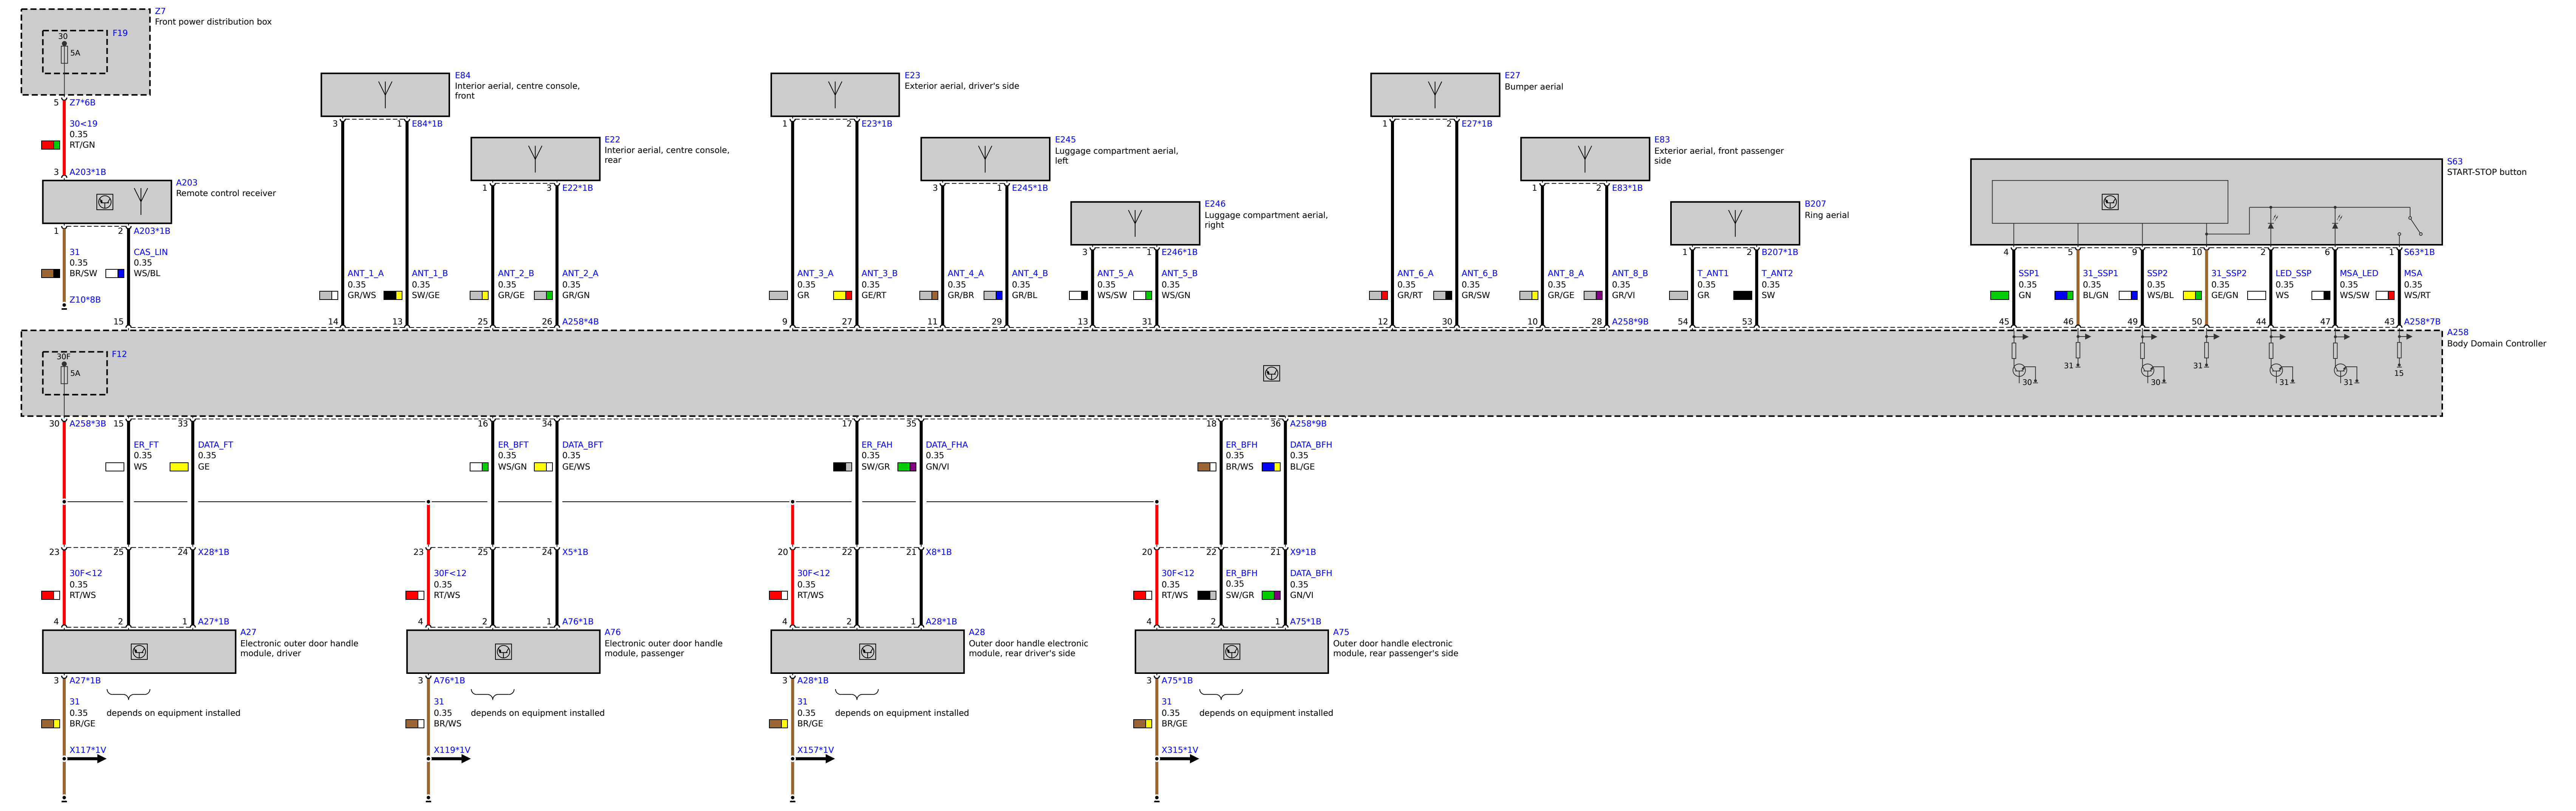 Z7
Front power distribution box
F19
30
5A
5 Z7*6B
30<19
0.35
RT/GN
3 A203*1B
A203
Remote control receiver
1 2 A203*1B
31
0.35
BR/SW
Z10*8B
CAS_LIN
0.35
WS/BL
15
E84
Interior aerial, centre console,
front
3 1 E84*1B
ANT_1_A
0.35
GR/WS
ANT_1_B
0.35
SW/GE
14 13
E22
Interior aerial, centre console,
rear
1 3 E22*1B
ANT_2_B
0.35
GR/GE
ANT_2_A
0.35
GR/GN
25 26 A258*4B
E23
Exterior aerial, driver's side
1 2 E23*1B
ANT_3_A
0.35
GR
ANT_3_B
0.35
GE/RT
9 27
E245
Luggage compartment aerial,
left
3 1 E245*1B
ANT_4_A
0.35
GR/BR
ANT_4_B
0.35
GR/BL
11 29
E246
Luggage compartment aerial,
right
3 1 E246*1B
ANT_5_A
0.35
WS/SW
ANT_5_B
0.35
WS/GN
13 31
E27
Bumper aerial
1 2 E27*1B
ANT_6_A
0.35
GR/RT
ANT_6_B
0.35
GR/SW
12 30
E83
Exterior aerial, front passenger
side
1 2 E83*1B
ANT_8_A
0.35
GR/GE
ANT_8_B
0.35
GR/VI
10 28 A258*9B
B207
Ring aerial
1 2 B207*1B
T_ANT1
0.35
GR
T_ANT2
0.35
SW
54 53
S63
START-STOP button
4 5 9 10 2 6 1 S63*1B
SSP1
0.35
GN
31_SSP1
0.35
BL/GN
SSP2
0.35
WS/BL
31_SSP2
0.35
GE/GN
LED_SSP
0.35
WS
MSA_LED
0.35
WS/SW
MSA
0.35
WS/RT
45 46 49 50 44 47 43 A258*7B
A258
Body Domain Controller
30 31 30 31 31 31 15
F12
30F
5A
30 A258*3B 15 33
ER_FT
0.35
WS
DATA_FT
0.35
GE
16 34
ER_BFT
0.35
WS/GN
DATA_BFT
0.35
GE/WS
17 35
ER_FAH
0.35
SW/GR
DATA_FHA
0.35
GN/VI
18 36 A258*9B
ER_BFH
0.35
BR/WS
DATA_BFH
0.35
BL/GE
23 25 24 X28*1B
30F<12
0.35
RT/WS
4 2 1 A27*1B
23 25 24 X5*1B
30F<12
0.35
RT/WS
4 2 1 A76*1B
20 22 21 X8*1B
30F<12
0.35
RT/WS
4 2 1 A28*1B
20 22 21 X9*1B
30F<12
0.35
RT/WS
ER_BFH
0.35
SW/GR
DATA_BFH
0.35
GN/VI
4 2 1 A75*1B
A27
Electronic outer door handle
module, driver
3 A27*1B
31
0.35
BR/GE
depends on equipment installed
X117*1V
A76
Electronic outer door handle
module, passenger
3 A76*1B
31
0.35
BR/WS
depends on equipment installed
X119*1V
A28
Outer door handle electronic
module, rear driver's side
3 A28*1B
31
0.35
BR/GE
depends on equipment installed
X157*1V
A75
Outer door handle electronic
module, rear passenger's side
3 A75*1B
31
0.35
BR/GE
depends on equipment installed
X315*1V